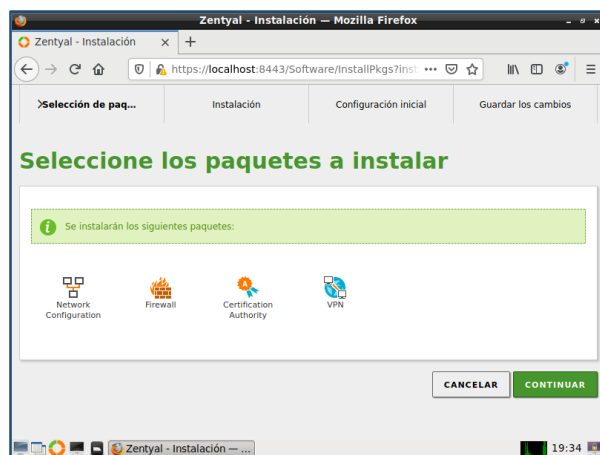 Zentyal - Instalación — Mozilla Firefox
Zentyal - Instalación
https://localhost:8443/Software/InstallPkgs?inst
Selección de paq...
Instalación
Configuración inicial
Guardar los cambios
Seleccione los paquetes a instalar
Se instalarán los siguientes paquetes:
Network
Configuration
Firewall
Certification
Authority
VPN
CANCELAR
CONTINUAR
Zentyal - Instalación — ...
19:34